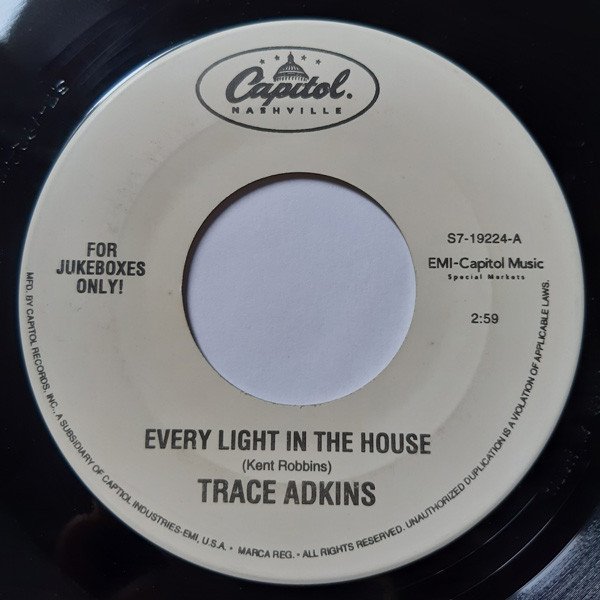 Capitol.
NASHVILLE
FOR
JUKEBOXES
ONLY!
S7-19224-A
EMI-Capitol Music
Special Markets
2:59
EVERY LIGHT IN THE HOUSE
(Kent Robbins)
TRACE ADKINS
MFD. BY CAPITOL RECORDS, INC., A SUBSIDIARY OF CAPTIOL INDUSTRIES-EMI, U.S.A. • MARCA REG. • ALL RIGHTS RESERVED. UNAUTHORIZED DUPLICATION IS A VIOLATION OF APPLICABLE LAWS.